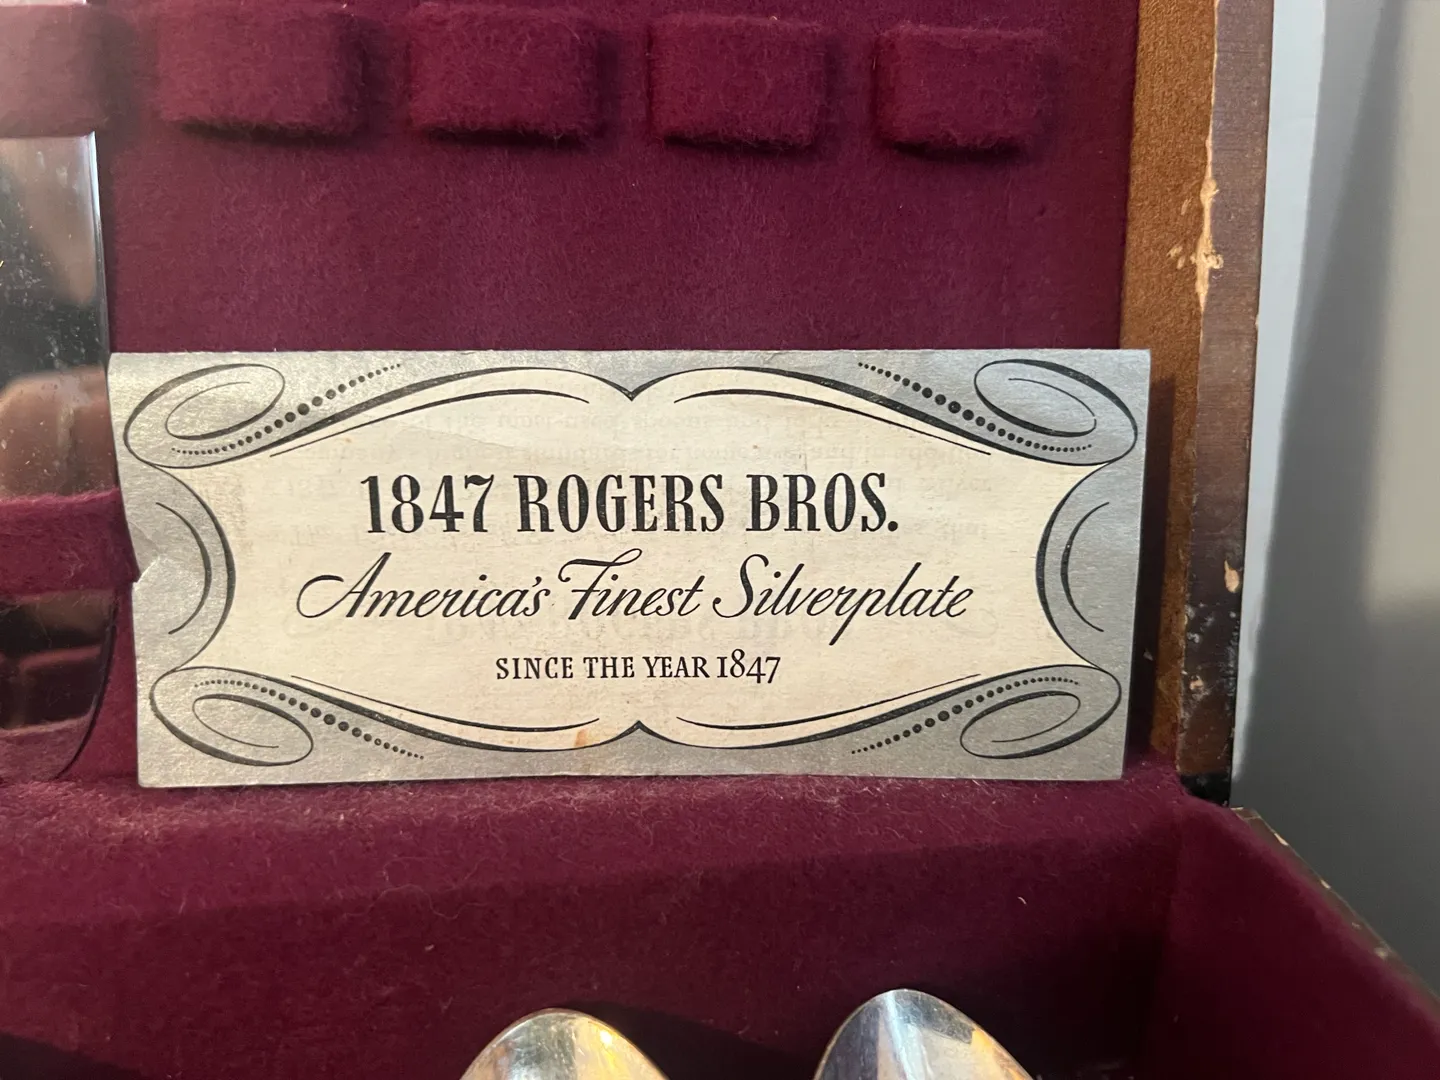 1847 ROGERS BROS.
America's Finest Silverplate
SINCE THE YEAR 1847